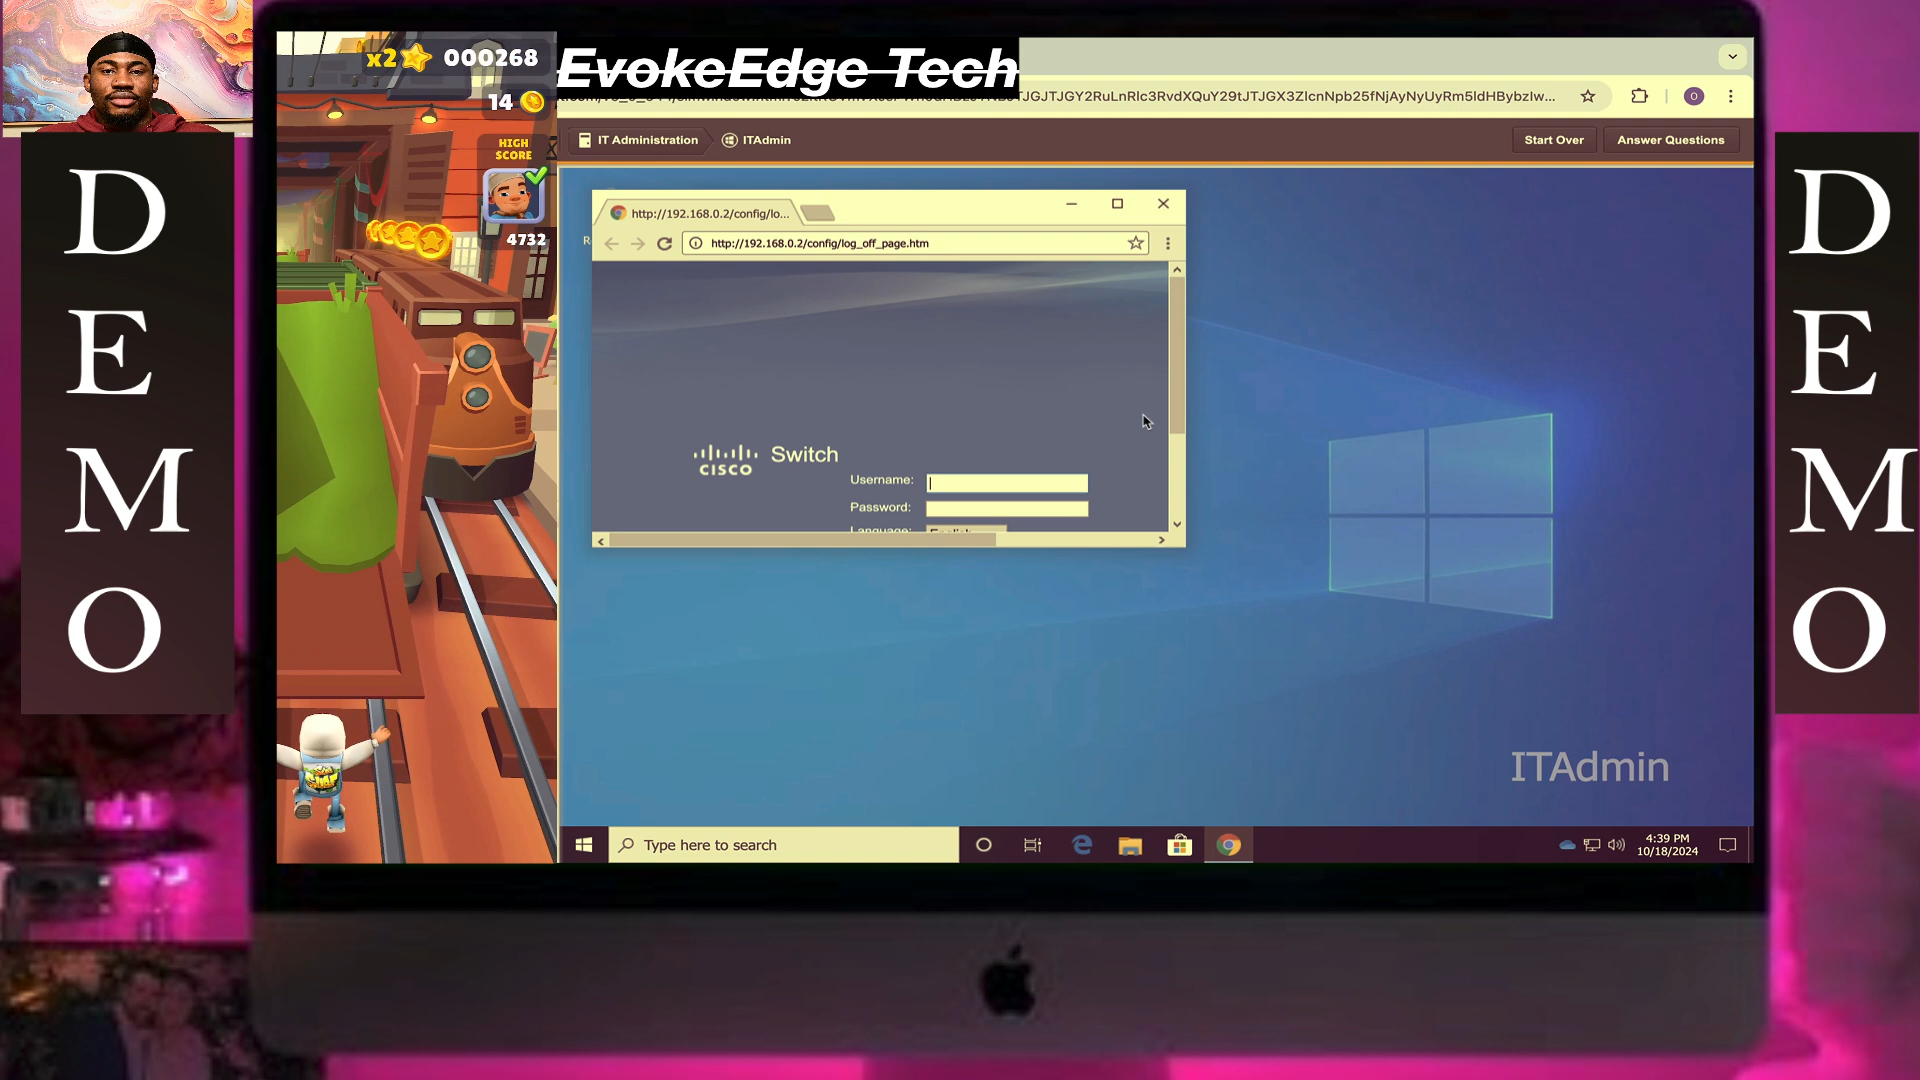 x2 000268
14
HIGH
SCORE
4732
EvokeEdge Tech
IT Administration
ITAdmin
Start Over
Answer Questions
http://192.168.0.2/config/lo...
http://192.168.0.2/config/log_off_page.htm
CISCO
Switch
Username:
Password:
Language:
English
ITAdmin
Type here to search
4:39 PM
10/18/2024
O
D
E
M
O
D
E
M
O